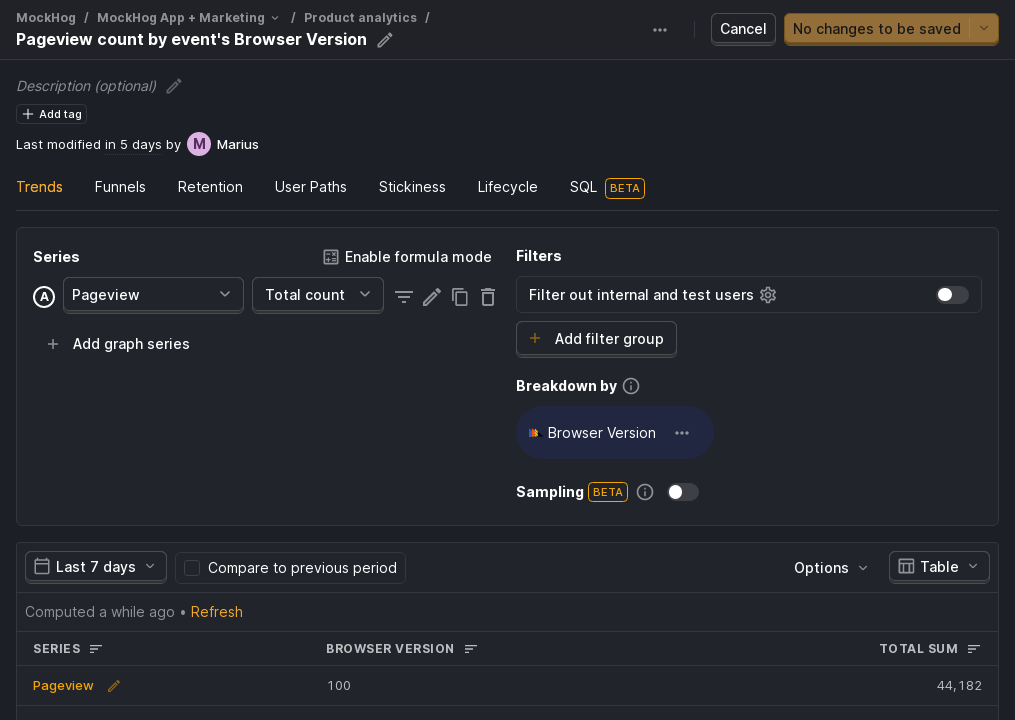 MockHog / MockHog App + Marketing / Product analytics /
Pageview count by event's Browser Version
Cancel
No changes to be saved
Description (optional)
Add tag
Last modified in 5 days by M Marius
Trends Funnels Retention User Paths Stickiness Lifecycle SQL BETA
Series
Enable formula mode
A Pageview Total count
Add graph series
Filters
Filter out internal and test users
Add filter group
Breakdown by
Browser Version
Sampling BETA
Last 7 days Compare to previous period Options Table
Computed a while ago • Refresh
SERIES BROWSER VERSION TOTAL SUM
Pageview 100 44,182